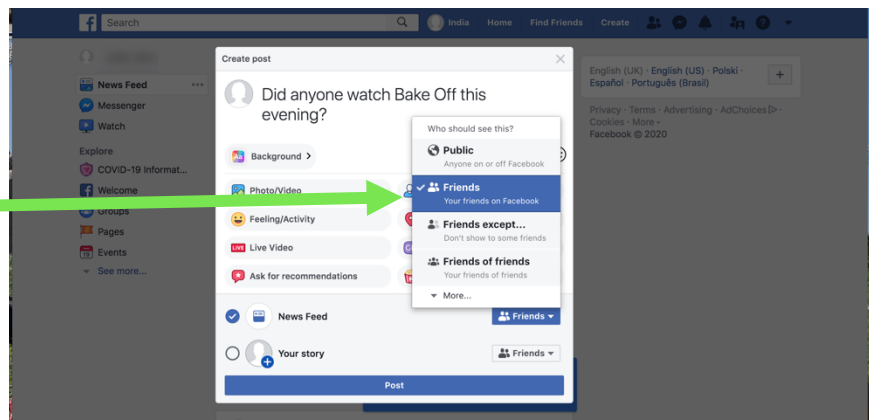 f
Search
India Home Find Friends Create
News Feed
Messenger
Watch
Explore
COVID-19 Informat...
Welcome
Groups
Pages
Events
See more...
Create post
Did anyone watch Bake Off this
evening?
Background
Photo/Video
Feeling/Activity
LIVE Live Video
Ask for recommendations
Who should see this?
Public
Anyone on or off Facebook
Friends
Your friends on Facebook
Friends except...
Don't show to some friends
Friends of friends
Your friends of friends
More...
News Feed
Friends
Your story
Friends
Post
English (UK) · English (US) · Polski ·
Español · Português (Brasil)
Privacy · Terms · Advertising · AdChoices ·
Cookies · More
Facebook © 2020